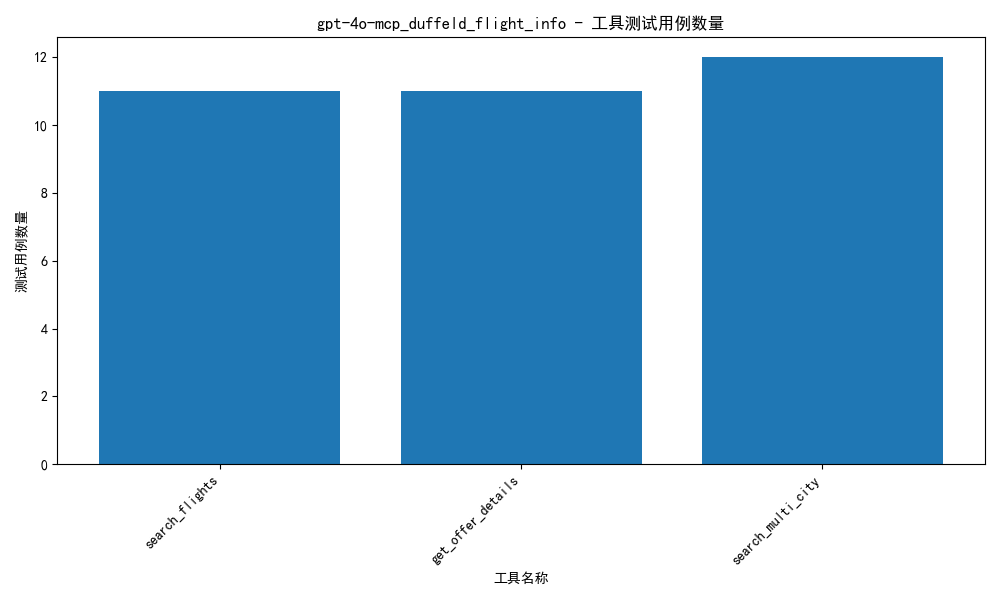 gpt-4o-mcp_duffeld_flight_info - 工具测试用例数量
测试用例数量
12
10
8
6
4
2
0
search_flights
get_offer_details
search_multi_city
工具名称